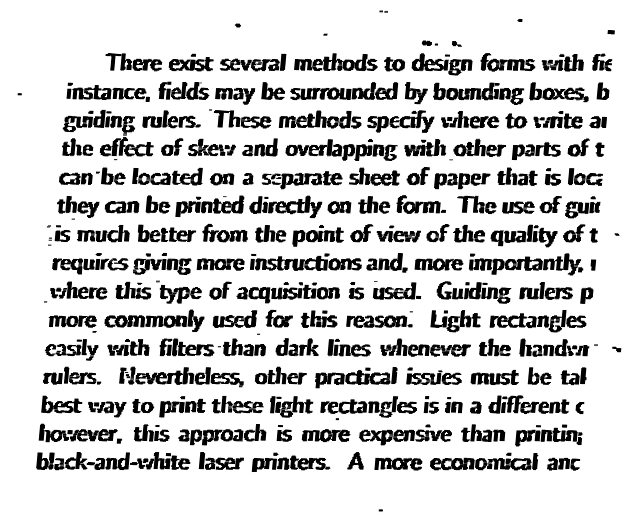 There exist several methods to design forms with fie
instance, fields may be surrounded by bounding boxes, b
guiding rulers. These methods specify where to write an
the effect of skew and overlapping with other parts of t
can be located on a separate sheet of paper that is loca
they can be printed directly on the form. The use of guid
is much better from the point of view of the quality of t
requires giving more instructions and, more importantly,
where this type of acquisition is used. Guiding rulers p
more commonly used for this reason. Light rectangles
easily with filters than dark lines whenever the handwr
rulers. Nevertheless, other practical issues must be tak
best way to print these light rectangles is in a different c
however, this approach is more expensive than printing
black-and-white laser printers. A more economical and